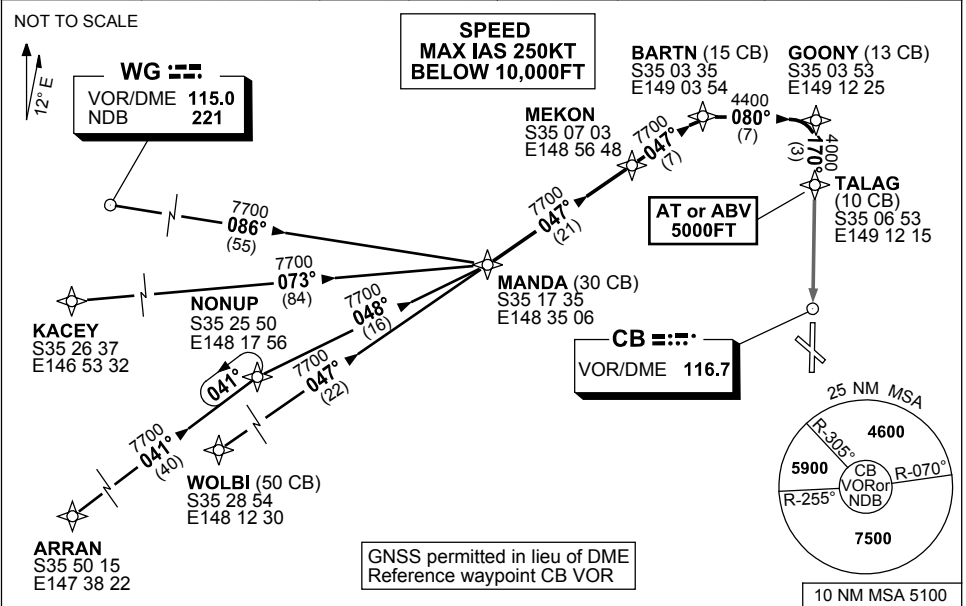 NOT TO SCALE
12° E
WG
VOR/DME 115.0
NDB 221
SPEED
MAX IAS 250KT
BELOW 10,000FT
BARTN (15 CB)
S35 03 35
E149 03 54
GOONY (13 CB)
S35 03 53
E149 12 25
MEKON
S35 07 03
E148 56 48
4400
080°
(7)
7700
047°
(7)
4000
170°
(3)
TALAG
(10 CB)
S35 06 53
E149 12 15
AT or ABV
5000FT
7700
047°
(21)
7700
086°
(55)
7700
073°
(84)
MANDA (30 CB)
S35 17 35
E148 35 06
KACEY
S35 26 37
E146 53 32
NONUP
S35 25 50
E148 17 56
7700
048°
(16)
041°
7700
047°
(22)
CB
VOR/DME 116.7
7700
041°
(40)
WOLBI (50 CB)
S35 28 54
E148 12 30
ARRAN
S35 50 15
E147 38 22
GNSS permitted in lieu of DME
Reference waypoint CB VOR
25 NM MSA
R-305°
4600
5900
CB
VORor
NDB
R-070°
R-255°
7500
10 NM MSA 5100